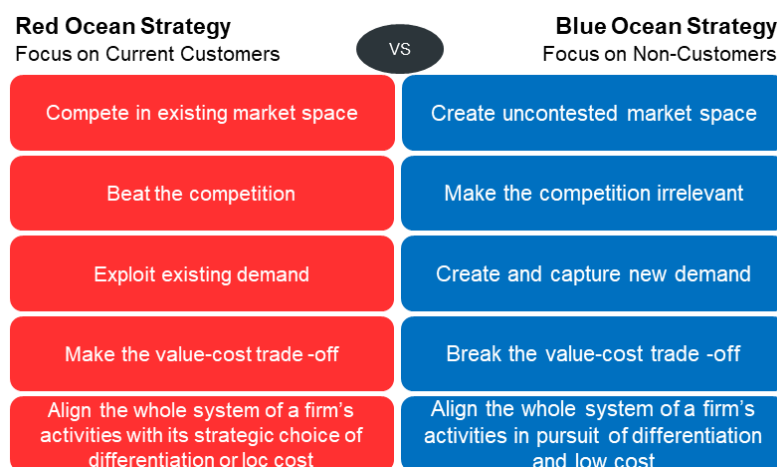 Red Ocean Strategy
Focus on Current Customers
VS
Blue Ocean Strategy
Focus on Non-Customers
Compete in existing market space
Create uncontested market space
Beat the competition
Make the competition irrelevant
Exploit existing demand
Create and capture new demand
Make the value-cost trade -off
Break the value-cost trade -off
Align the whole system of a firm's
activities with its strategic choice of
differentiation or loc cost
Align the whole system of a firm's
activities in pursuit of differentiation
and low cost